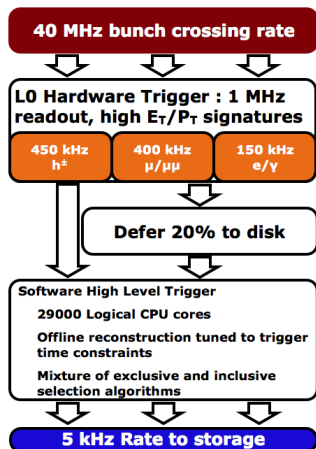 40 MHz bunch crossing rate
L0 Hardware Trigger : 1 MHz
readout, high ET/PT signatures
450 kHz
h±
400 kHz
μ/μμ
150 kHz
e/γ
Defer 20% to disk
Software High Level Trigger
29000 Logical CPU cores
Offline reconstruction tuned to trigger
time constraints
Mixture of exclusive and inclusive
selection algorithms
5 kHz Rate to storage